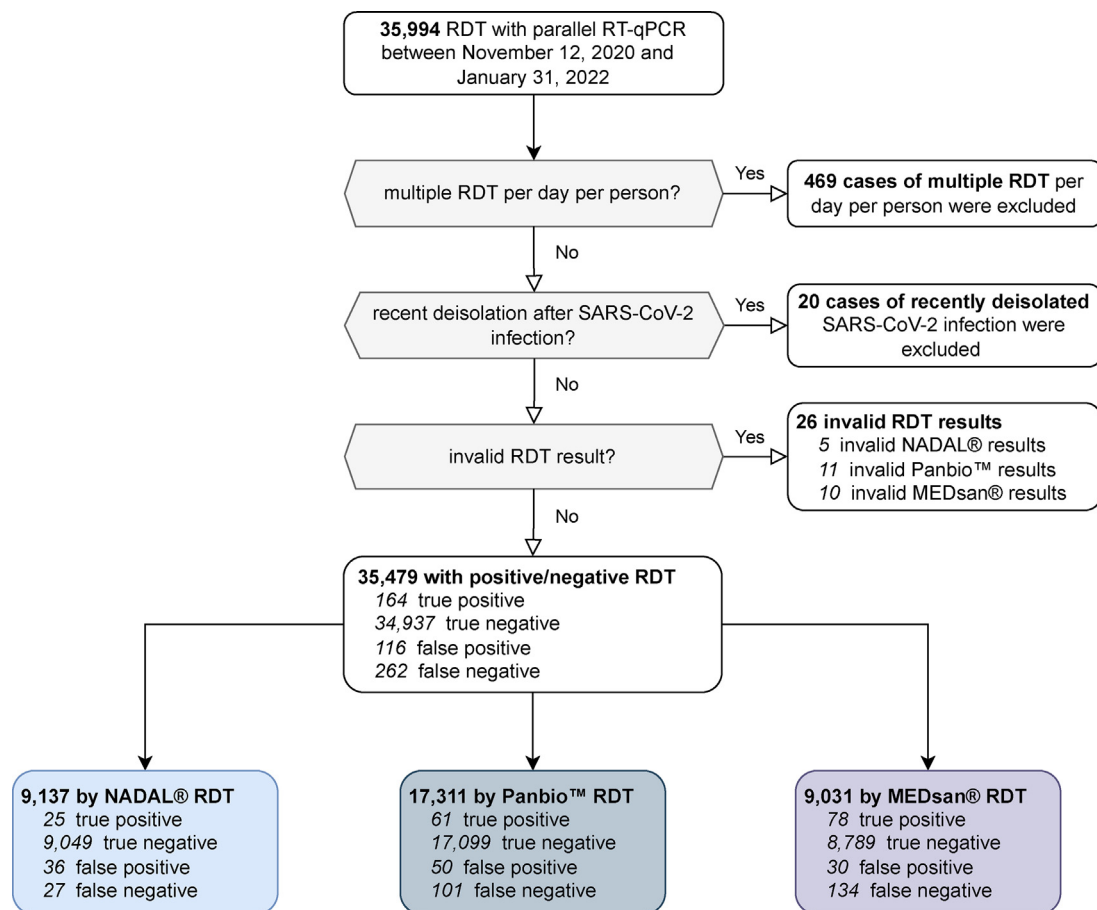 35,994 RDT with parallel RT-qPCR
between November 12, 2020 and
January 31, 2022
multiple RDT per day per person?
Yes
469 cases of multiple RDT per
day per person were excluded
No
recent deisolation after SARS-CoV-2
infection?
Yes
20 cases of recently deisolated
SARS-CoV-2 infection were
excluded
No
invalid RDT result?
Yes
26 invalid RDT results
5 invalid NADAL® results
11 invalid Panbio™ results
10 invalid MEDsan® results
No
35,479 with positive/negative RDT
164 true positive
34,937 true negative
116 false positive
262 false negative
9,137 by NADAL® RDT
25 true positive
9,049 true negative
36 false positive
27 false negative
17,311 by Panbio™ RDT
61 true positive
17,099 true negative
50 false positive
101 false negative
9,031 by MEDsan® RDT
78 true positive
8,789 true negative
30 false positive
134 false negative